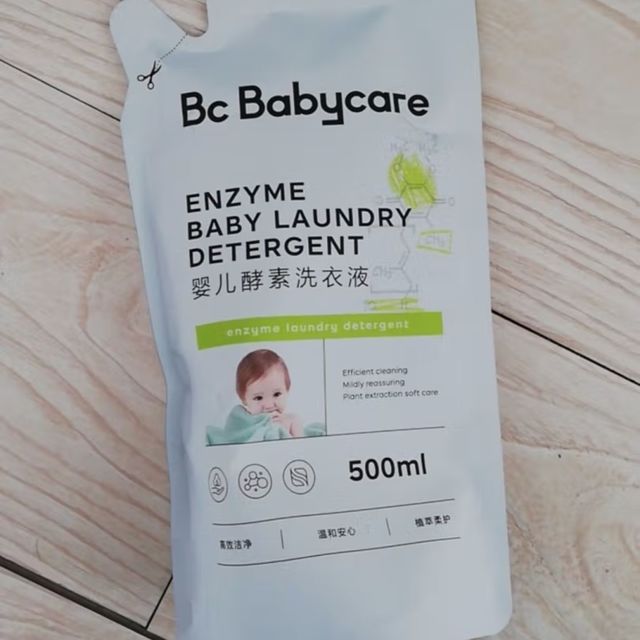 Bc Babycare
ENZYME
BABY LAUNDRY
DETERGENT
婴儿酵素洗衣液
enzyme laundry detergent
Efficient cleaning
Mildly reassuring
Plant extraction soft care
500ml
高效洁净 温和安心 植萃柔护